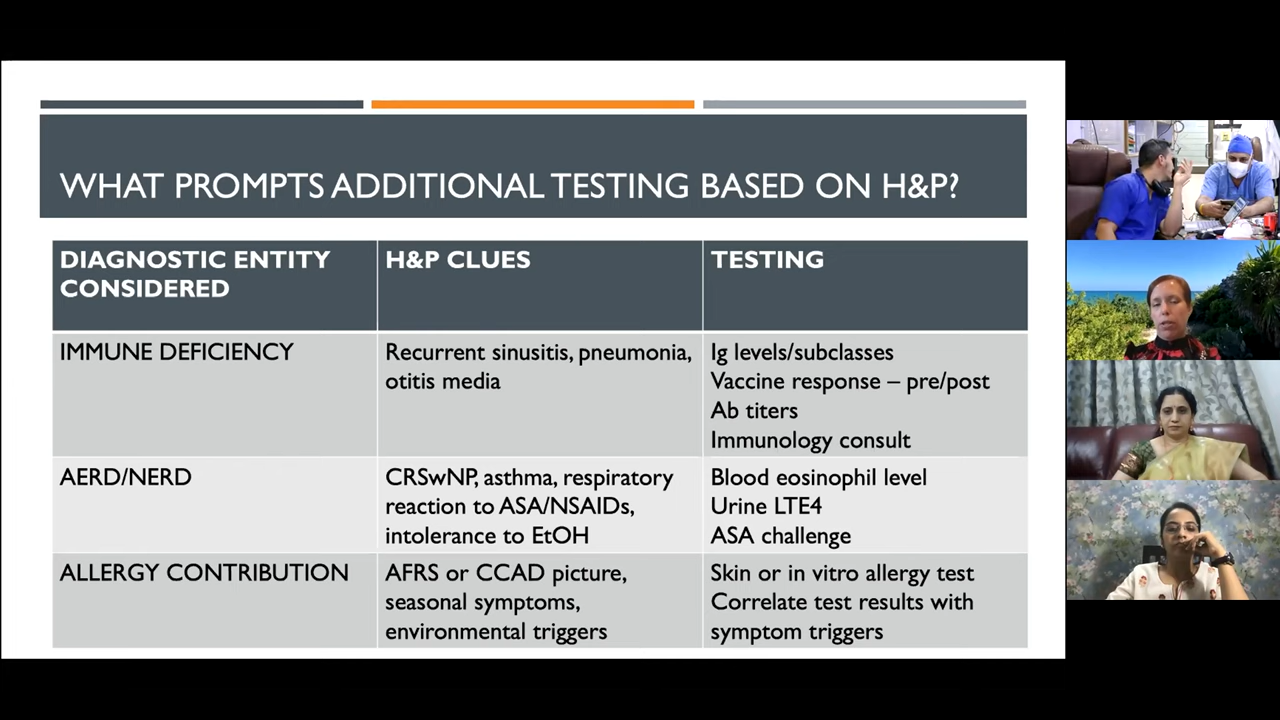 WHAT PROMPTS ADDITIONAL TESTING BASED ON H&P?
DIAGNOSTIC ENTITY
CONSIDERED
H&P CLUES
TESTING
IMMUNE DEFICIENCY
Recurrent sinusitis, pneumonia,
otitis media
Ig levels/subclasses
Vaccine response – pre/post
Ab titers
Immunology consult
AERD/NERD
CRSwNP, asthma, respiratory
reaction to ASA/NSAIDs,
intolerance to EtOH
Blood eosinophil level
Urine LTE4
ASA challenge
ALLERGY CONTRIBUTION
AFRS or CCAD picture,
seasonal symptoms,
environmental triggers
Skin or in vitro allergy test
Correlate test results with
symptom triggers